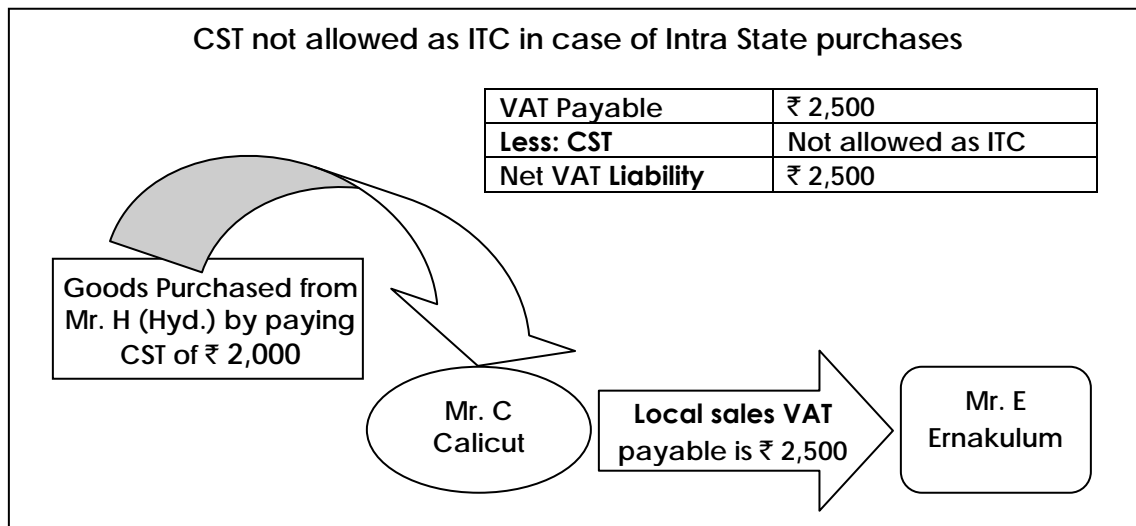 CST not allowed as ITC in case of Intra State purchases
VAT Payable ₹ 2,500
Less: CST Not allowed as ITC
Net VAT Liability ₹ 2,500
Goods Purchased from
Mr. H (Hyd.) by paying
CST of ₹ 2,000
Mr. C
Calicut
Local sales VAT
payable is ₹ 2,500
Mr. E
Ernakulum